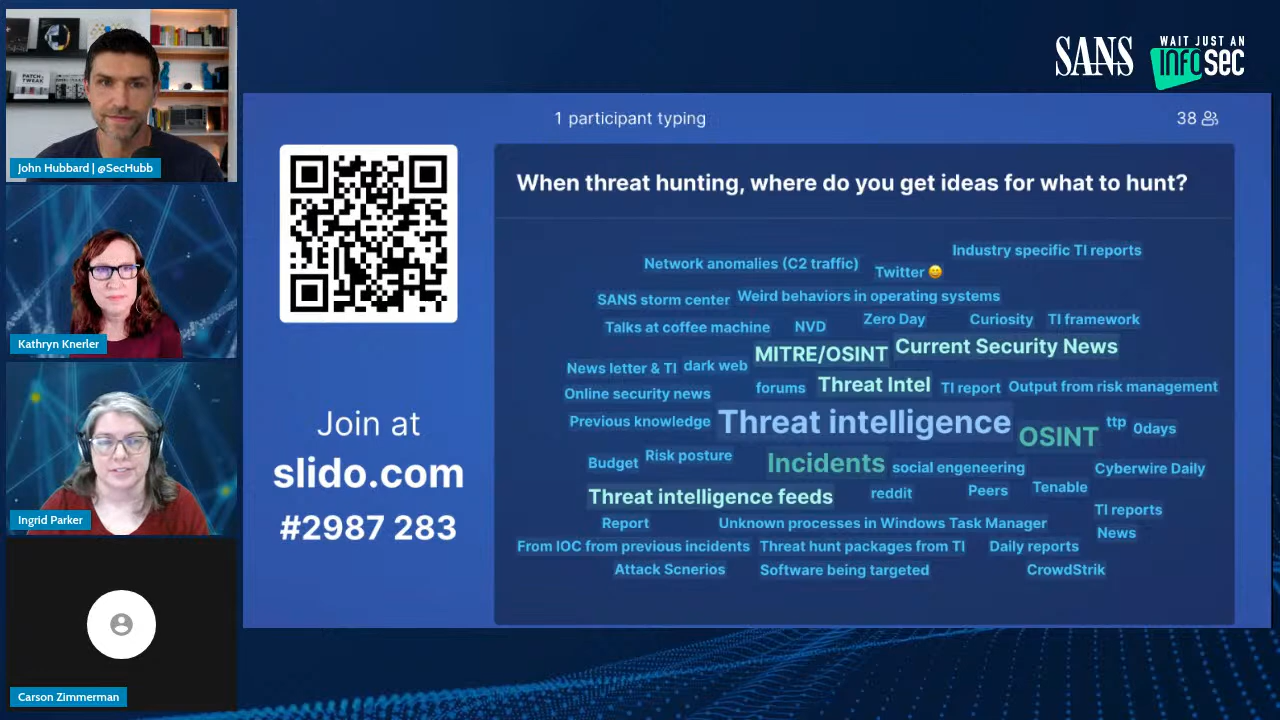 SANS
WAIT JUST AN
INFOSEC
1 participant typing
38
When threat hunting, where do you get ideas for what to hunt?
Industry specific TI reports
Network anomalies (C2 traffic)
Twitter 😀
SANS storm center
Weird behaviors in operating systems
Talks at coffee machine
NVD
Zero Day
Curiosity
TI framework
MITRE/OSINT
Current Security News
News letter & TI
dark web
Online security news
forums
Threat Intel
TI report
Output from risk management
Previous knowledge
Threat intelligence
OSINT
ttp
0days
Budget
Risk posture
Incidents
social engeneering
Cyberwire Daily
Threat intelligence feeds
reddit
Peers
Tenable
TI reports
Report
Unknown processes in Windows Task Manager
News
From IOC from previous incidents
Threat hunt packages from TI
Daily reports
Attack Scnerios
Software being targeted
CrowdStrik
Join at
slido.com
#2987 283
PATCH
TWEAK
John Hubbard | @SecHubb
Kathryn Knerler
Ingrid Parker
Carson Zimmerman